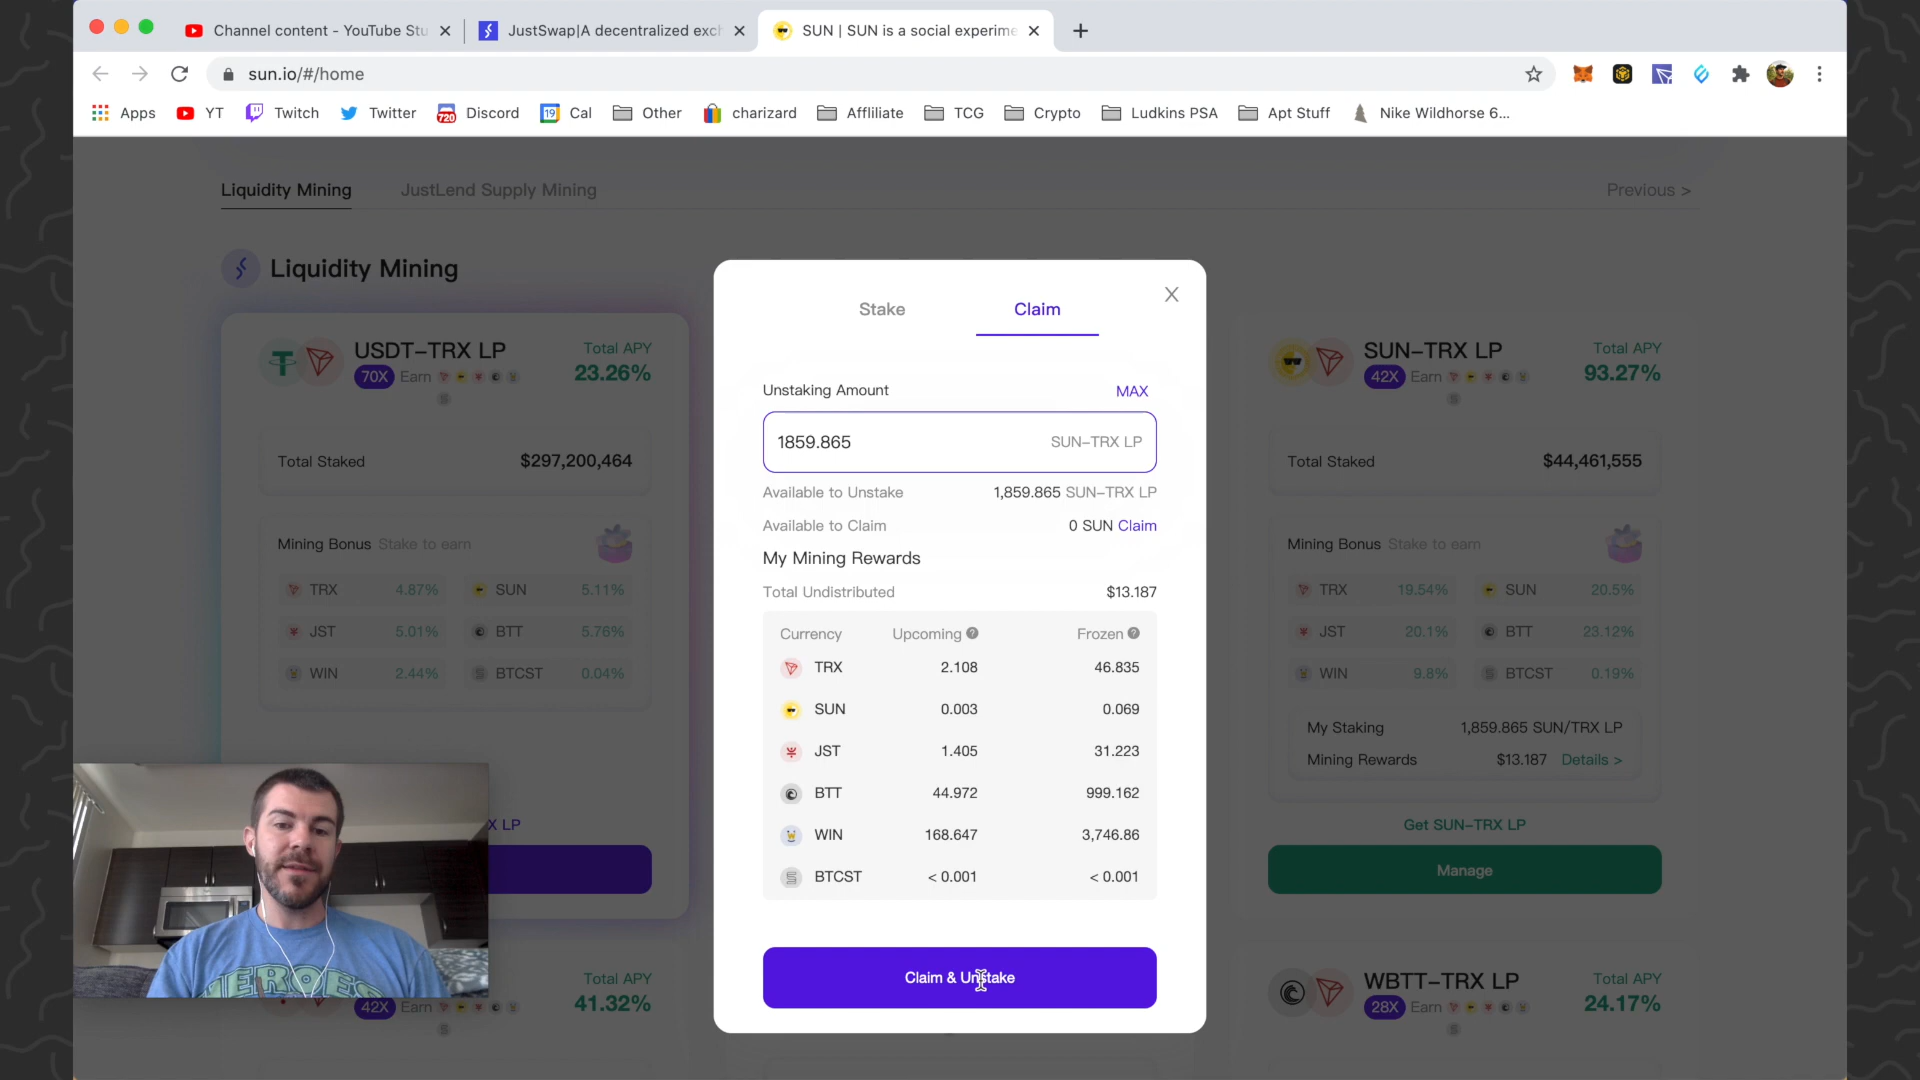 Channel content - YouTube Stu
JustSwap|A decentralized exch
SUN | SUN is a social experime
sun.io/#/home
Apps
YT
Twitch
Twitter
Discord
Cal
Other
charizard
Affliliate
TCG
Crypto
Ludkins PSA
Apt Stuff
Nike Wildhorse 6...
Liquidity Mining
JustLend Supply Mining
Previous >
Liquidity Mining
USDT-TRX LP
Total APY
70X Earn
23.26%
Total Staked $297,200,464
Mining Bonus Stake to earn
TRX 4.87% SUN 5.11%
JST 5.01% BTT 5.76%
WIN 2.44% BTCST 0.04%
X LP
Total APY
42X Earn
41.32%
HEROES
Stake
Claim
X
Unstaking Amount MAX
1859.865 SUN-TRX LP
Available to Unstake 1,859.865 SUN-TRX LP
Available to Claim 0 SUN Claim
My Mining Rewards
Total Undistributed $13.187
Currency Upcoming ? Frozen ?
TRX 2.108 46.835
SUN 0.003 0.069
JST 1.405 31.223
BTT 44.972 999.162
WIN 168.647 3,746.86
BTCST < 0.001 < 0.001
Claim & Unstake
SUN-TRX LP
Total APY
42X Earn
93.27%
Total Staked $44,461,555
Mining Bonus Stake to earn
TRX 19.54% SUN 20.5%
JST 20.1% BTT 23.12%
WIN 9.8% BTCST 0.19%
My Staking 1,859.865 SUN/TRX LP
Mining Rewards $13.187 Details >
Get SUN-TRX LP
Manage
WBTT-TRX LP
Total APY
28X Earn
24.17%